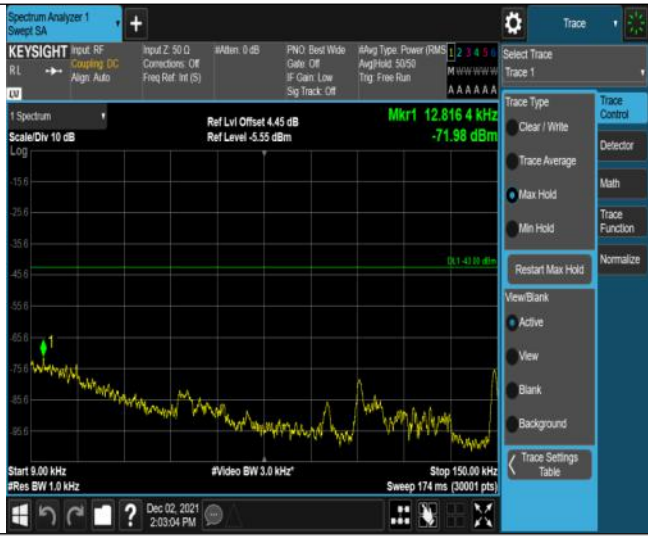 Spectrum Analyzer 1
Swept SA
+
Trace
KEYSIGHT
RL
LXI
Input: RF
Coupling: DC
Align: Auto
Input Z: 50 Ω
Corrections: Off
Freq Ref: Int (S)
#Atten: 0 dB
PNO: Best Wide
Gate: Off
IF Gain: Low
Sig Track: Off
#Avg Type: Power (RMS
Avg|Hold: 50/50
Trig: Free Run
1 2 3 4 5 6
M W W W W W
A A A A A A
Select Trace
Trace 1
1 Spectrum
Scale/Div 10 dB
Log
Ref Lvl Offset 4.45 dB
Ref Level -5.55 dBm
Mkr1 12.816 4 kHz
-71.98 dBm
-15.6
-25.6
-35.6
DL1 -43.00 dBm
-45.6
-55.6
-65.6
1
-75.6
-85.6
-95.6
Start 9.00 kHz
#Res BW 1.0 kHz
#Video BW 3.0 kHz*
Stop 150.00 kHz
Sweep 174 ms (30001 pts)
Trace Type
Clear / Write
Trace Average
Max Hold
Min Hold
Restart Max Hold
View/Blank
Active
View
Blank
Background
Trace Settings
Table
Trace
Control
Detector
Math
Trace
Function
Normalize
?
Dec 02, 2021
2:03:04 PM